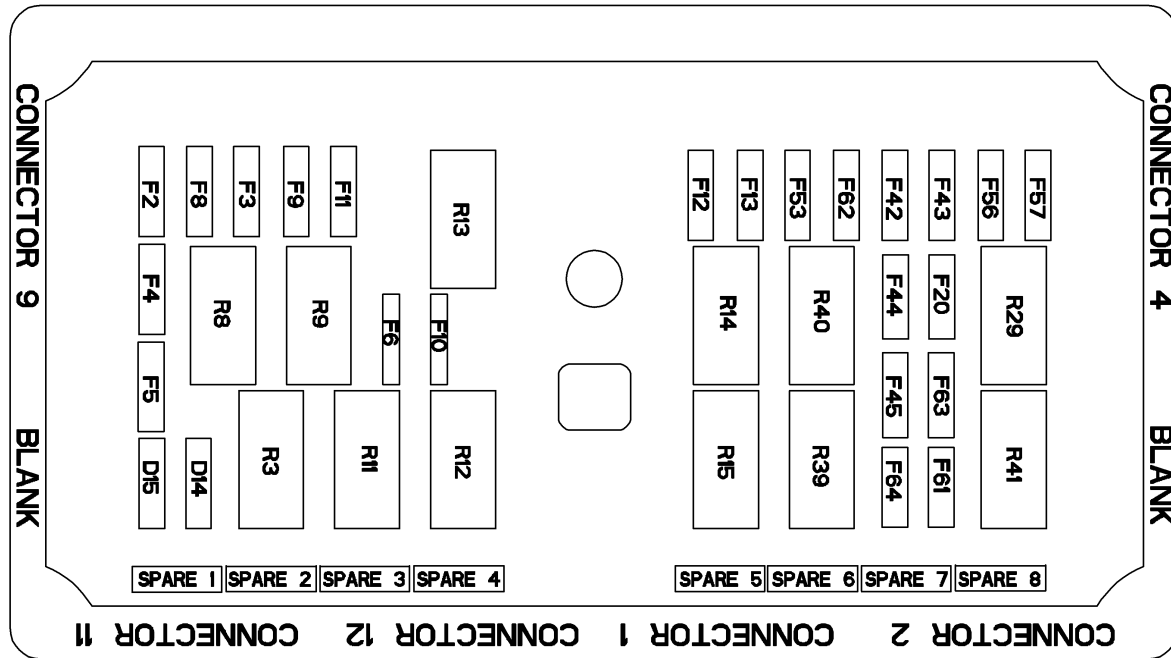 CONNECTOR 9
BLANK
CONNECTOR 4
BLANK
F2
F8
F3
F9
F11
R13
F12
F13
F53
F62
F42
F43
F56
F57
F4
R8
R9
F6
F10
R14
R40
F44
F20
R29
F5
F45
F63
D15
D14
R3
R11
R12
R15
R39
F64
F61
R41
SPARE 1
SPARE 2
SPARE 3
SPARE 4
SPARE 5
SPARE 6
SPARE 7
SPARE 8
CONNECTOR 11
CONNECTOR 12
CONNECTOR 1
CONNECTOR 2